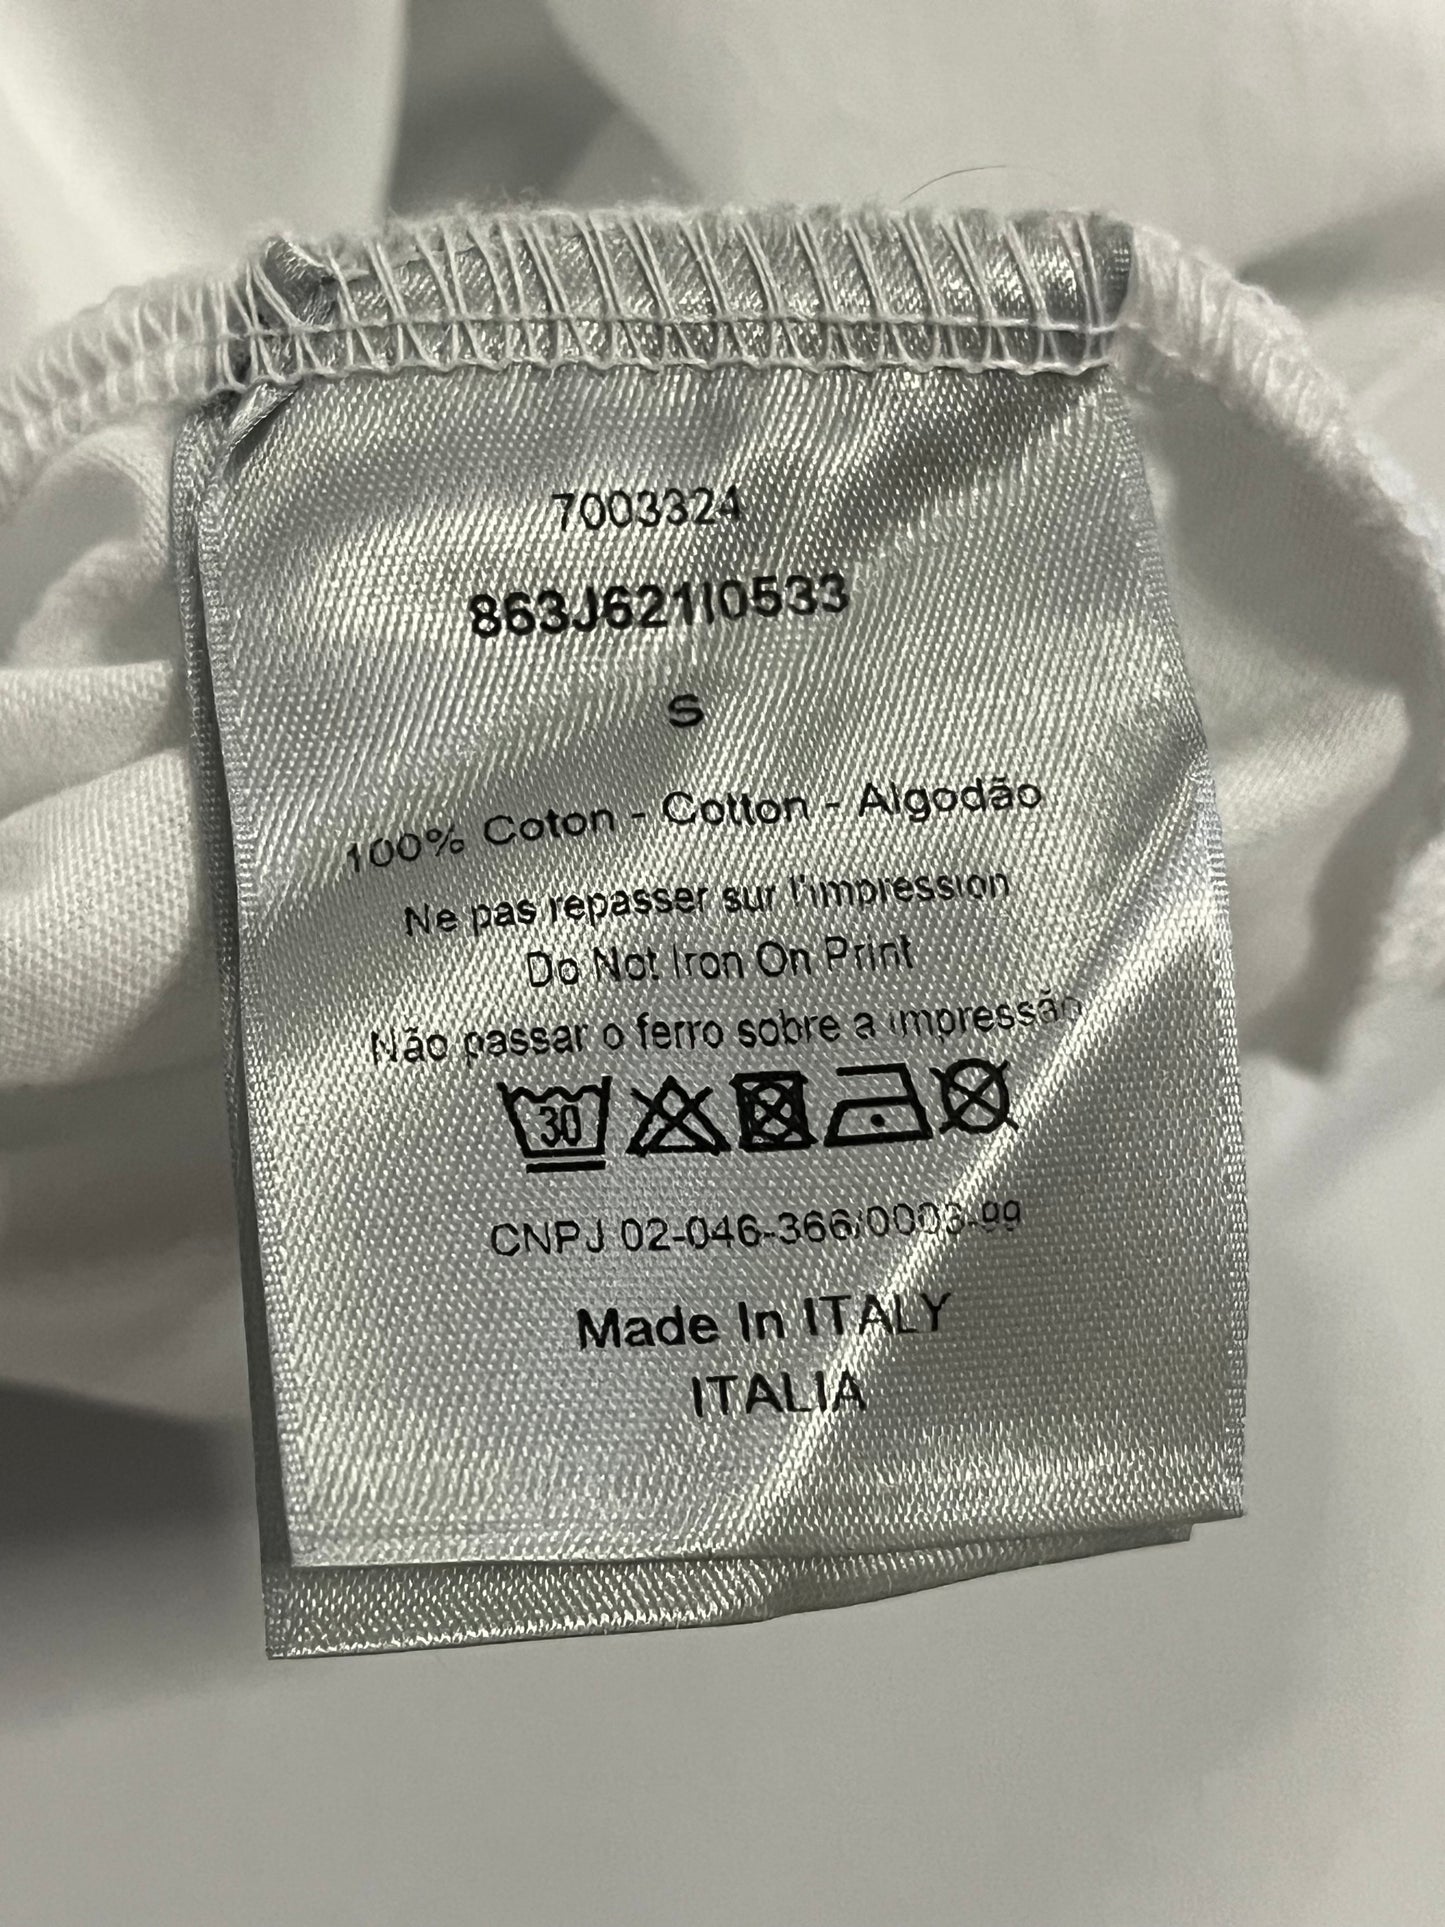 7003324
863J621I0533
S
100% Coton - Cotton - Algodão
Ne pas repasser sur l'impression
Do Not Iron On Print
Não passar o ferro sobre a impressão
30
CNPJ 02-046-366/0003-99
Made In ITALY
ITALIA